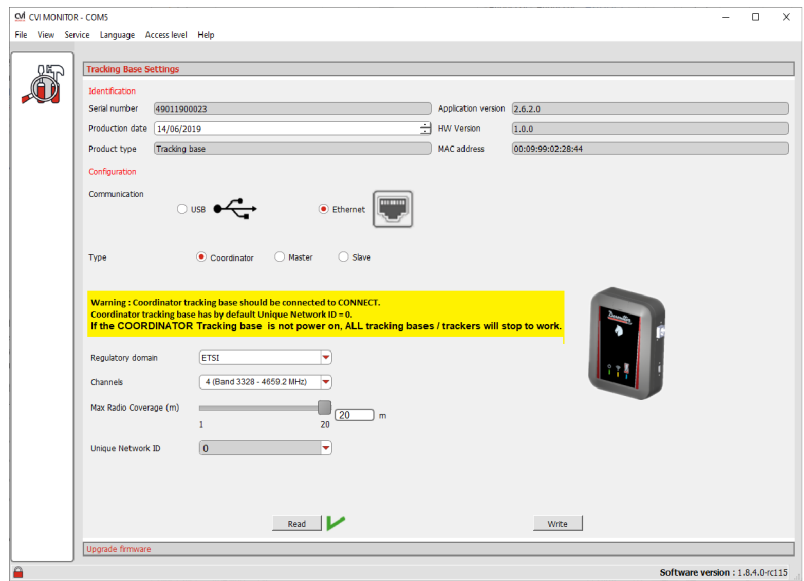 cvi CVI MONITOR - COM5
File View Service Language Access level Help
Tracking Base Settings
Identification
Serial number 49011900023 Application version 2.6.2.0
Production date 14/06/2019 HW Version 1.0.0
Product type Tracking base MAC address 00:09:99:02:28:44
Configuration
Communication
USB Ethernet
Type Coordinator Master Slave
Warning : Coordinator tracking base should be connected to CONNECT.
Coordinator tracking base has by default Unique Network ID = 0.
If the COORDINATOR Tracking base is not power on, ALL tracking bases / trackers will stop to work.
Regulatory domain ETSI
Channels 4 (Band 3328 - 4659.2 MHz)
Max Radio Coverage (m) 20 m
1 20
Unique Network ID 0
Read Write
Upgrade firmware
Software version : 1.8.4.0-rc115